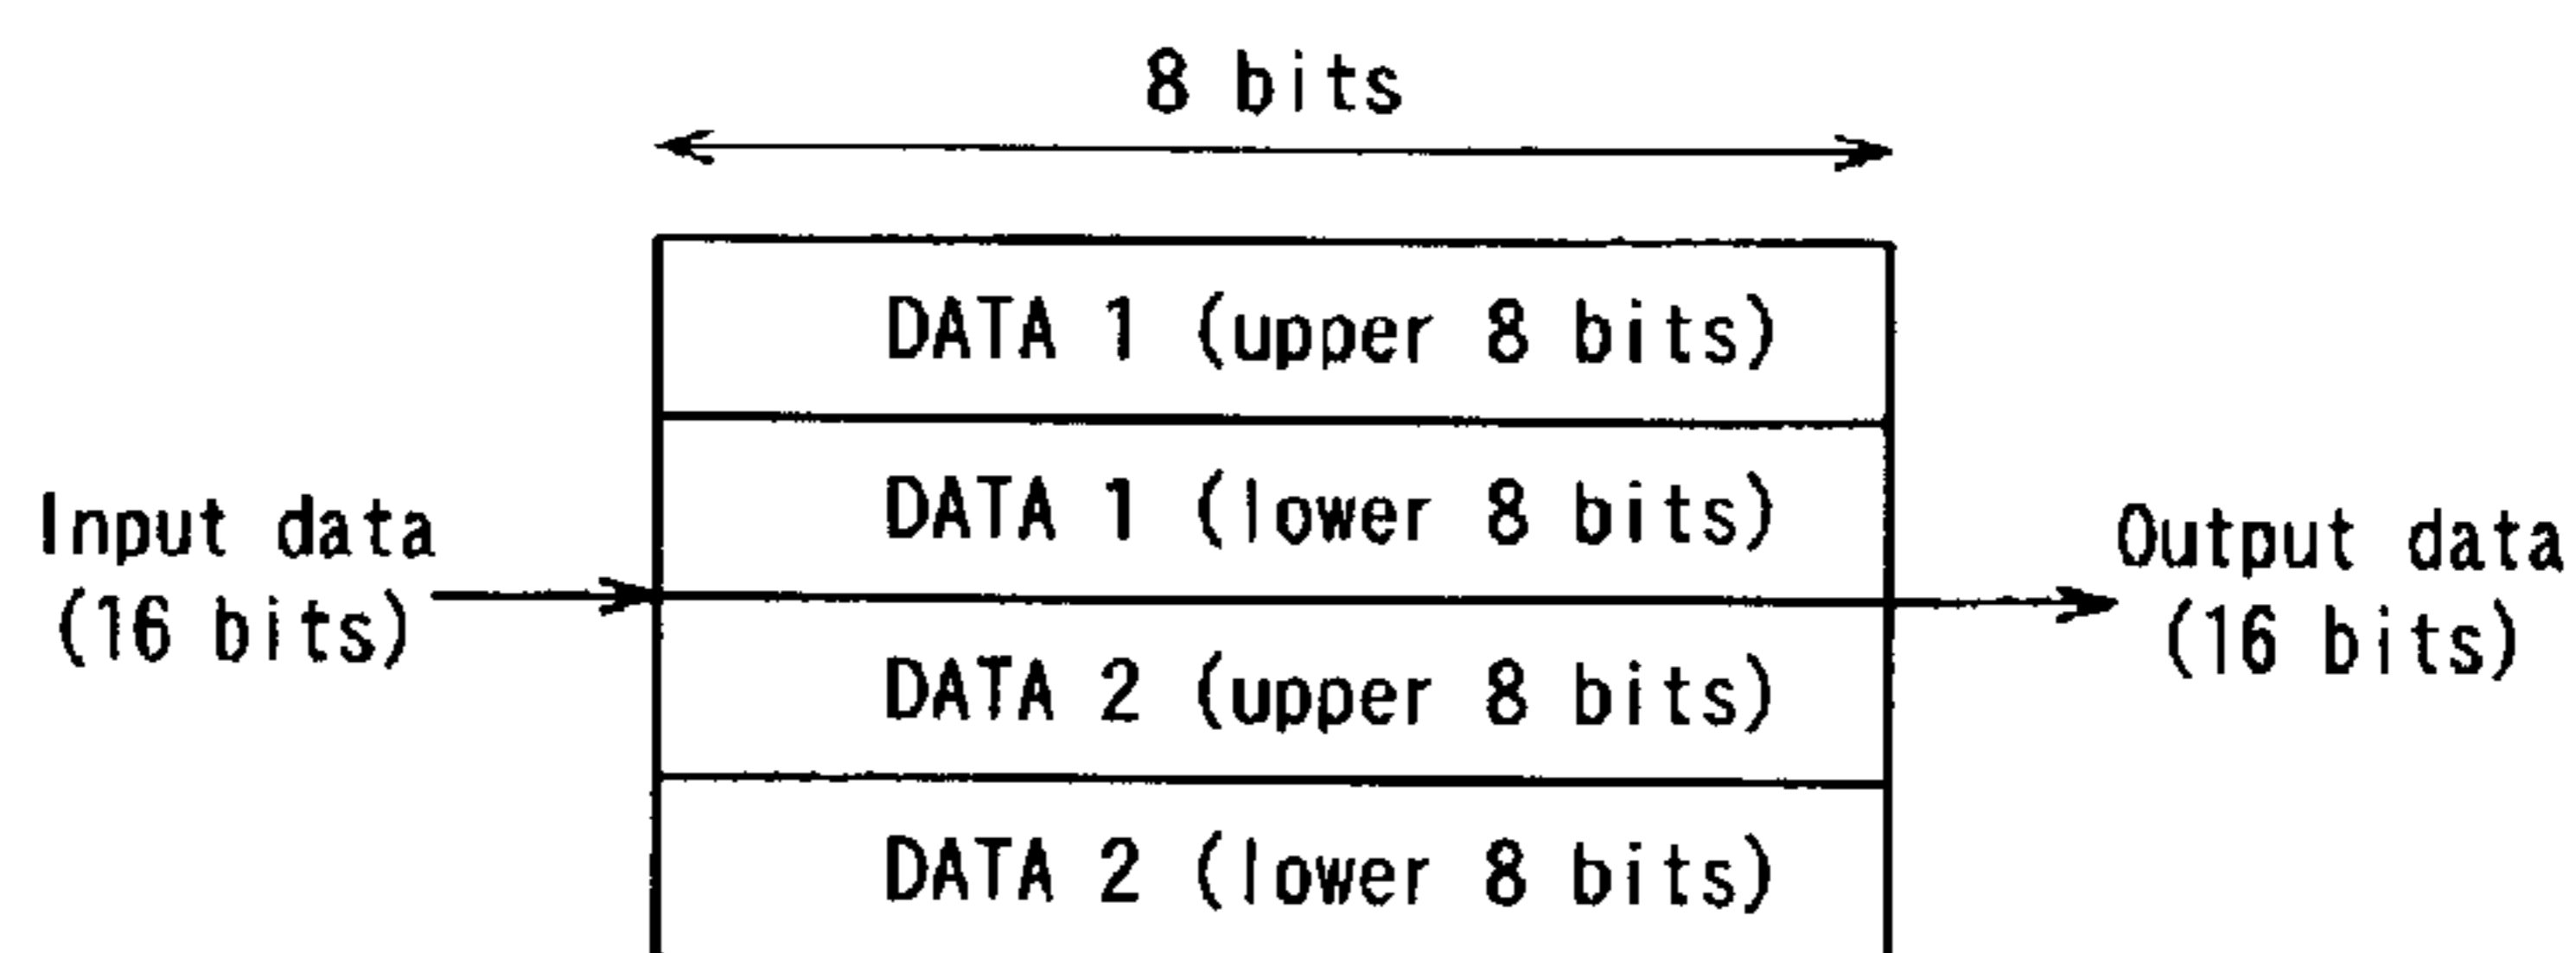 8 bits
DATA 1 (upper 8 bits)
DATA 1 (lower 8 bits)
Input data
(16 bits)
Output data
(16 bits)
DATA 2 (upper 8 bits)
DATA 2 (lower 8 bits)